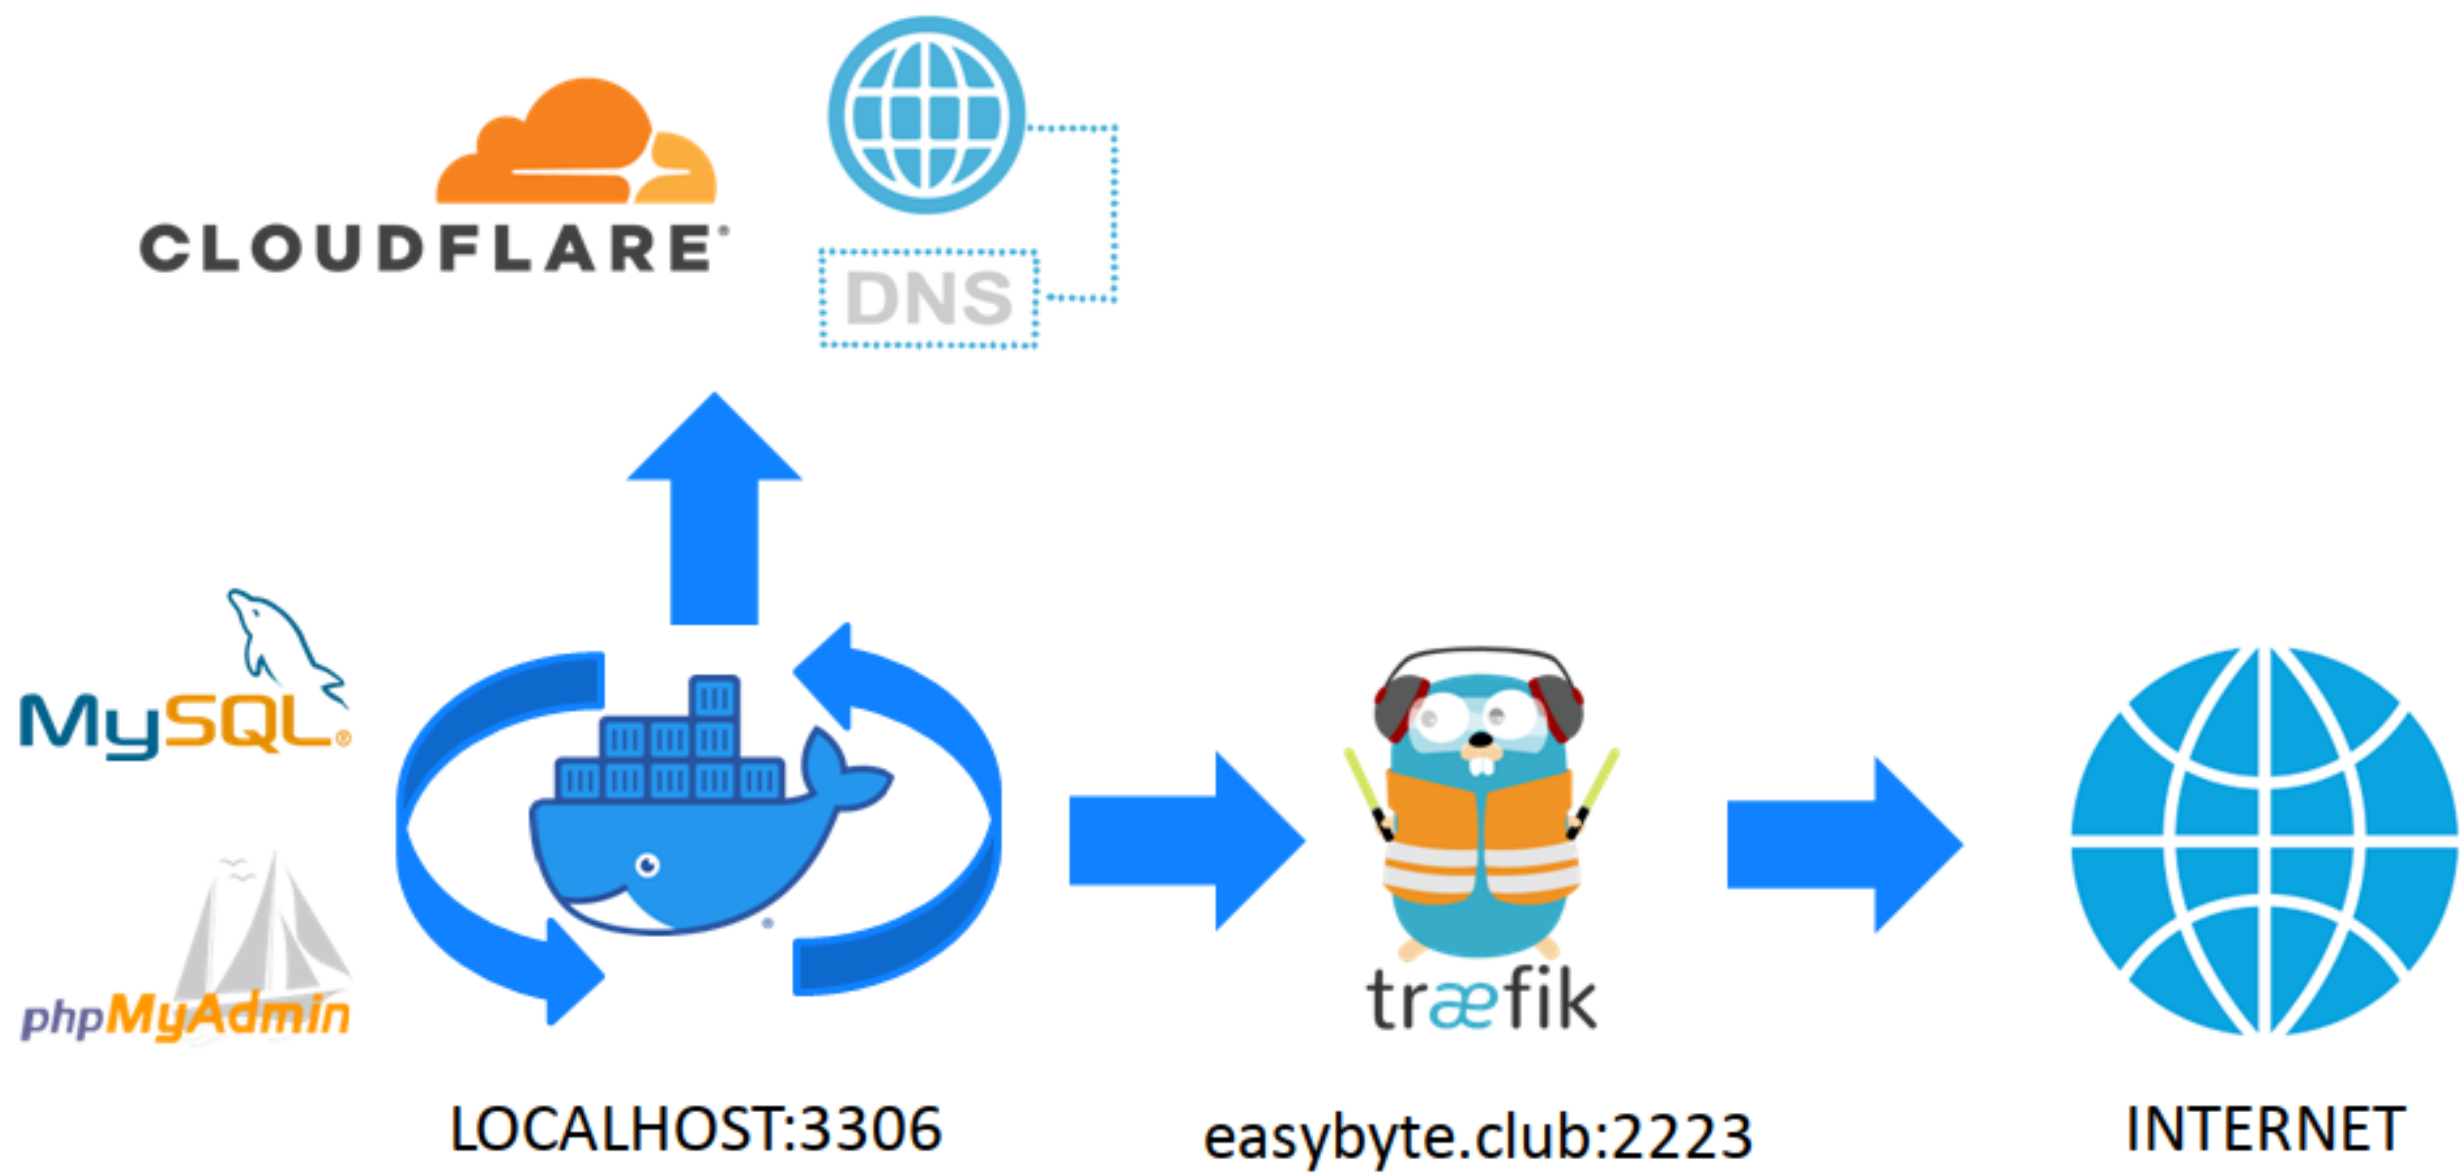 CLOUDFLARE®
DNS
MySQL®
phpMyAdmin
træfik
LOCALHOST:3306
easybyte.club:2223
INTERNET